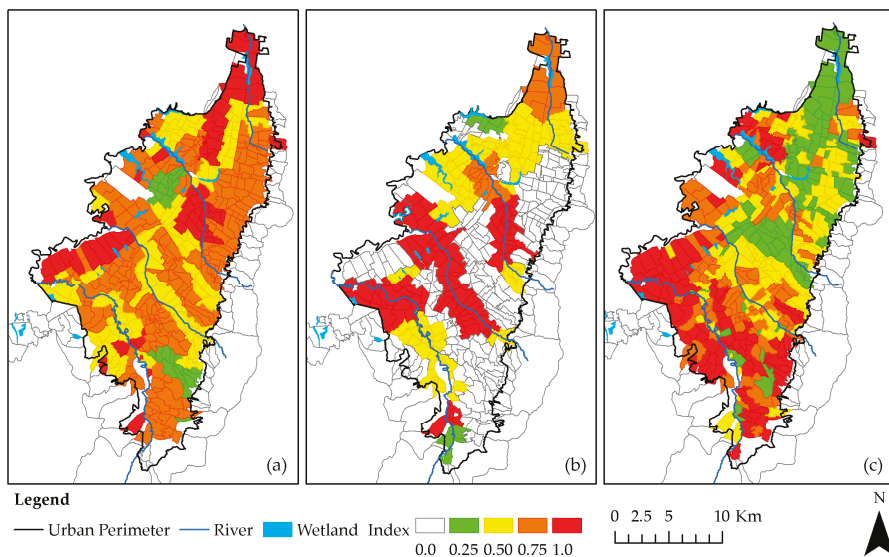 (a)
(b)
(c)
Legend
Urban Perimeter River Wetland Index
0.0 0.25 0.50 0.75 1.0
0 2.5 5 10 Km
N